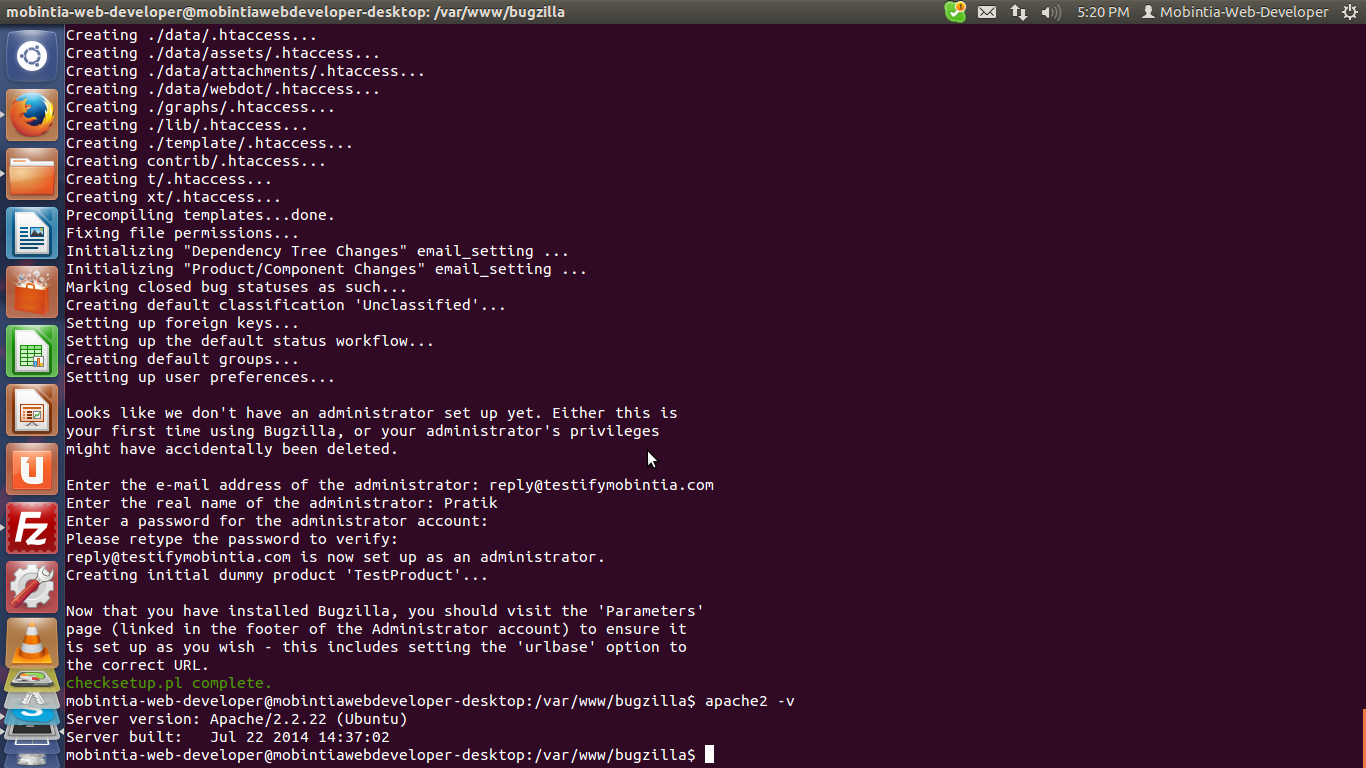 mobintia-web-developer@mobintiawebdeveloper-desktop: /var/www/bugzilla
5:20 PM Mobintia-Web-Developer
Creating ./data/.htaccess...
Creating ./data/assets/.htaccess...
Creating ./data/attachments/.htaccess...
Creating ./data/webdot/.htaccess...
Creating ./graphs/.htaccess...
Creating ./lib/.htaccess...
Creating ./template/.htaccess...
Creating contrib/.htaccess...
Creating t/.htaccess...
Creating xt/.htaccess...
Precompiling templates...done.
Fixing file permissions...
Initializing "Dependency Tree Changes" email_setting ...
Initializing "Product/Component Changes" email_setting ...
Marking closed bug statuses as such...
Creating default classification 'Unclassified'...
Setting up foreign keys...
Setting up the default status workflow...
Creating default groups...
Setting up user preferences...
Looks like we don't have an administrator set up yet. Either this is
your first time using Bugzilla, or your administrator's privileges
might have accidentally been deleted.
Enter the e-mail address of the administrator: reply@testifymobintia.com
Enter the real name of the administrator: Pratik
Enter a password for the administrator account:
Please retype the password to verify:
reply@testifymobintia.com is now set up as an administrator.
Creating initial dummy product 'TestProduct'...
Now that you have installed Bugzilla, you should visit the 'Parameters'
page (linked in the footer of the Administrator account) to ensure it
is set up as you wish - this includes setting the 'urlbase' option to
the correct URL.
checksetup.pl complete.
mobintia-web-developer@mobintiawebdeveloper-desktop:/var/www/bugzilla$ apache2 -v
Server version: Apache/2.2.22 (Ubuntu)
Server built:   Jul 22 2014 14:37:02
mobintia-web-developer@mobintiawebdeveloper-desktop:/var/www/bugzilla$